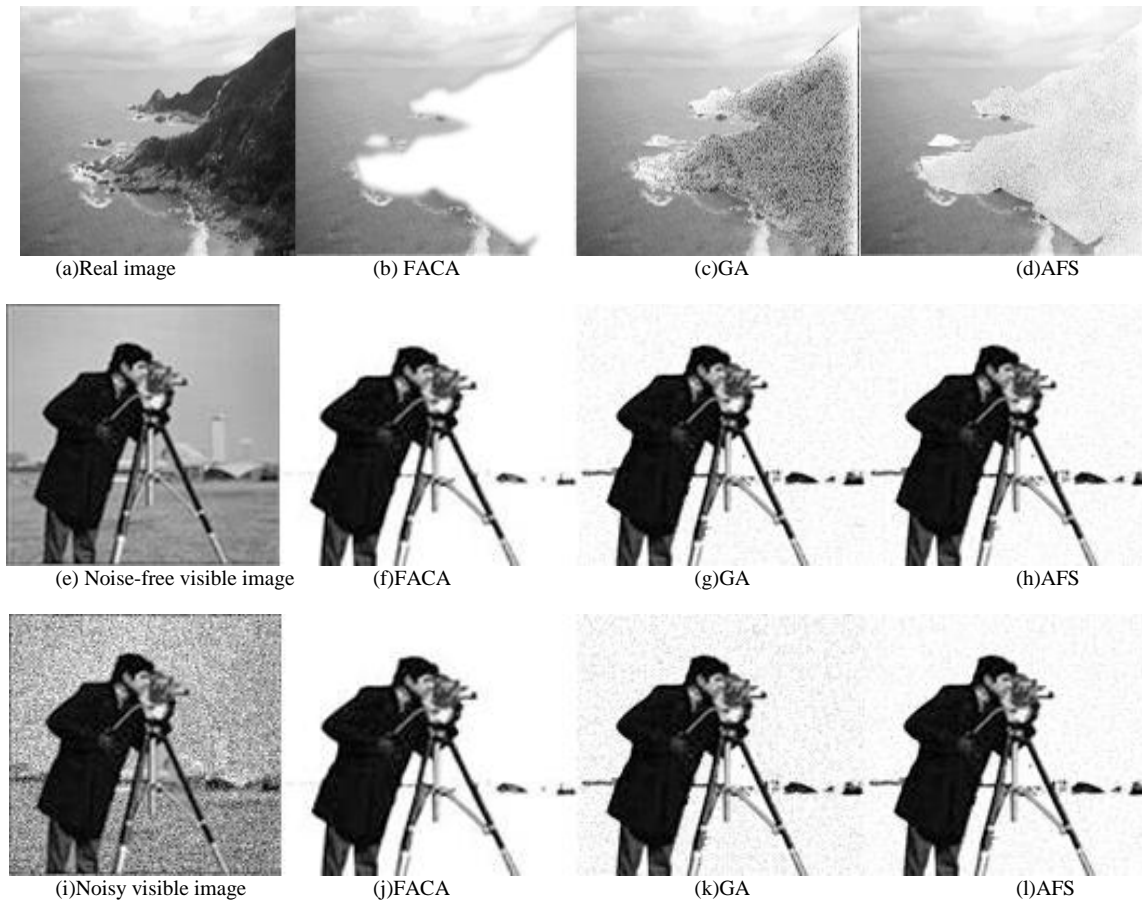 (a)Real image
(b) FACA
(c)GA
(d)AFS
(e) Noise-free visible image
(f)FACA
(g)GA
(h)AFS
(i)Noisy visible image
(j)FACA
(k)GA
(l)AFS